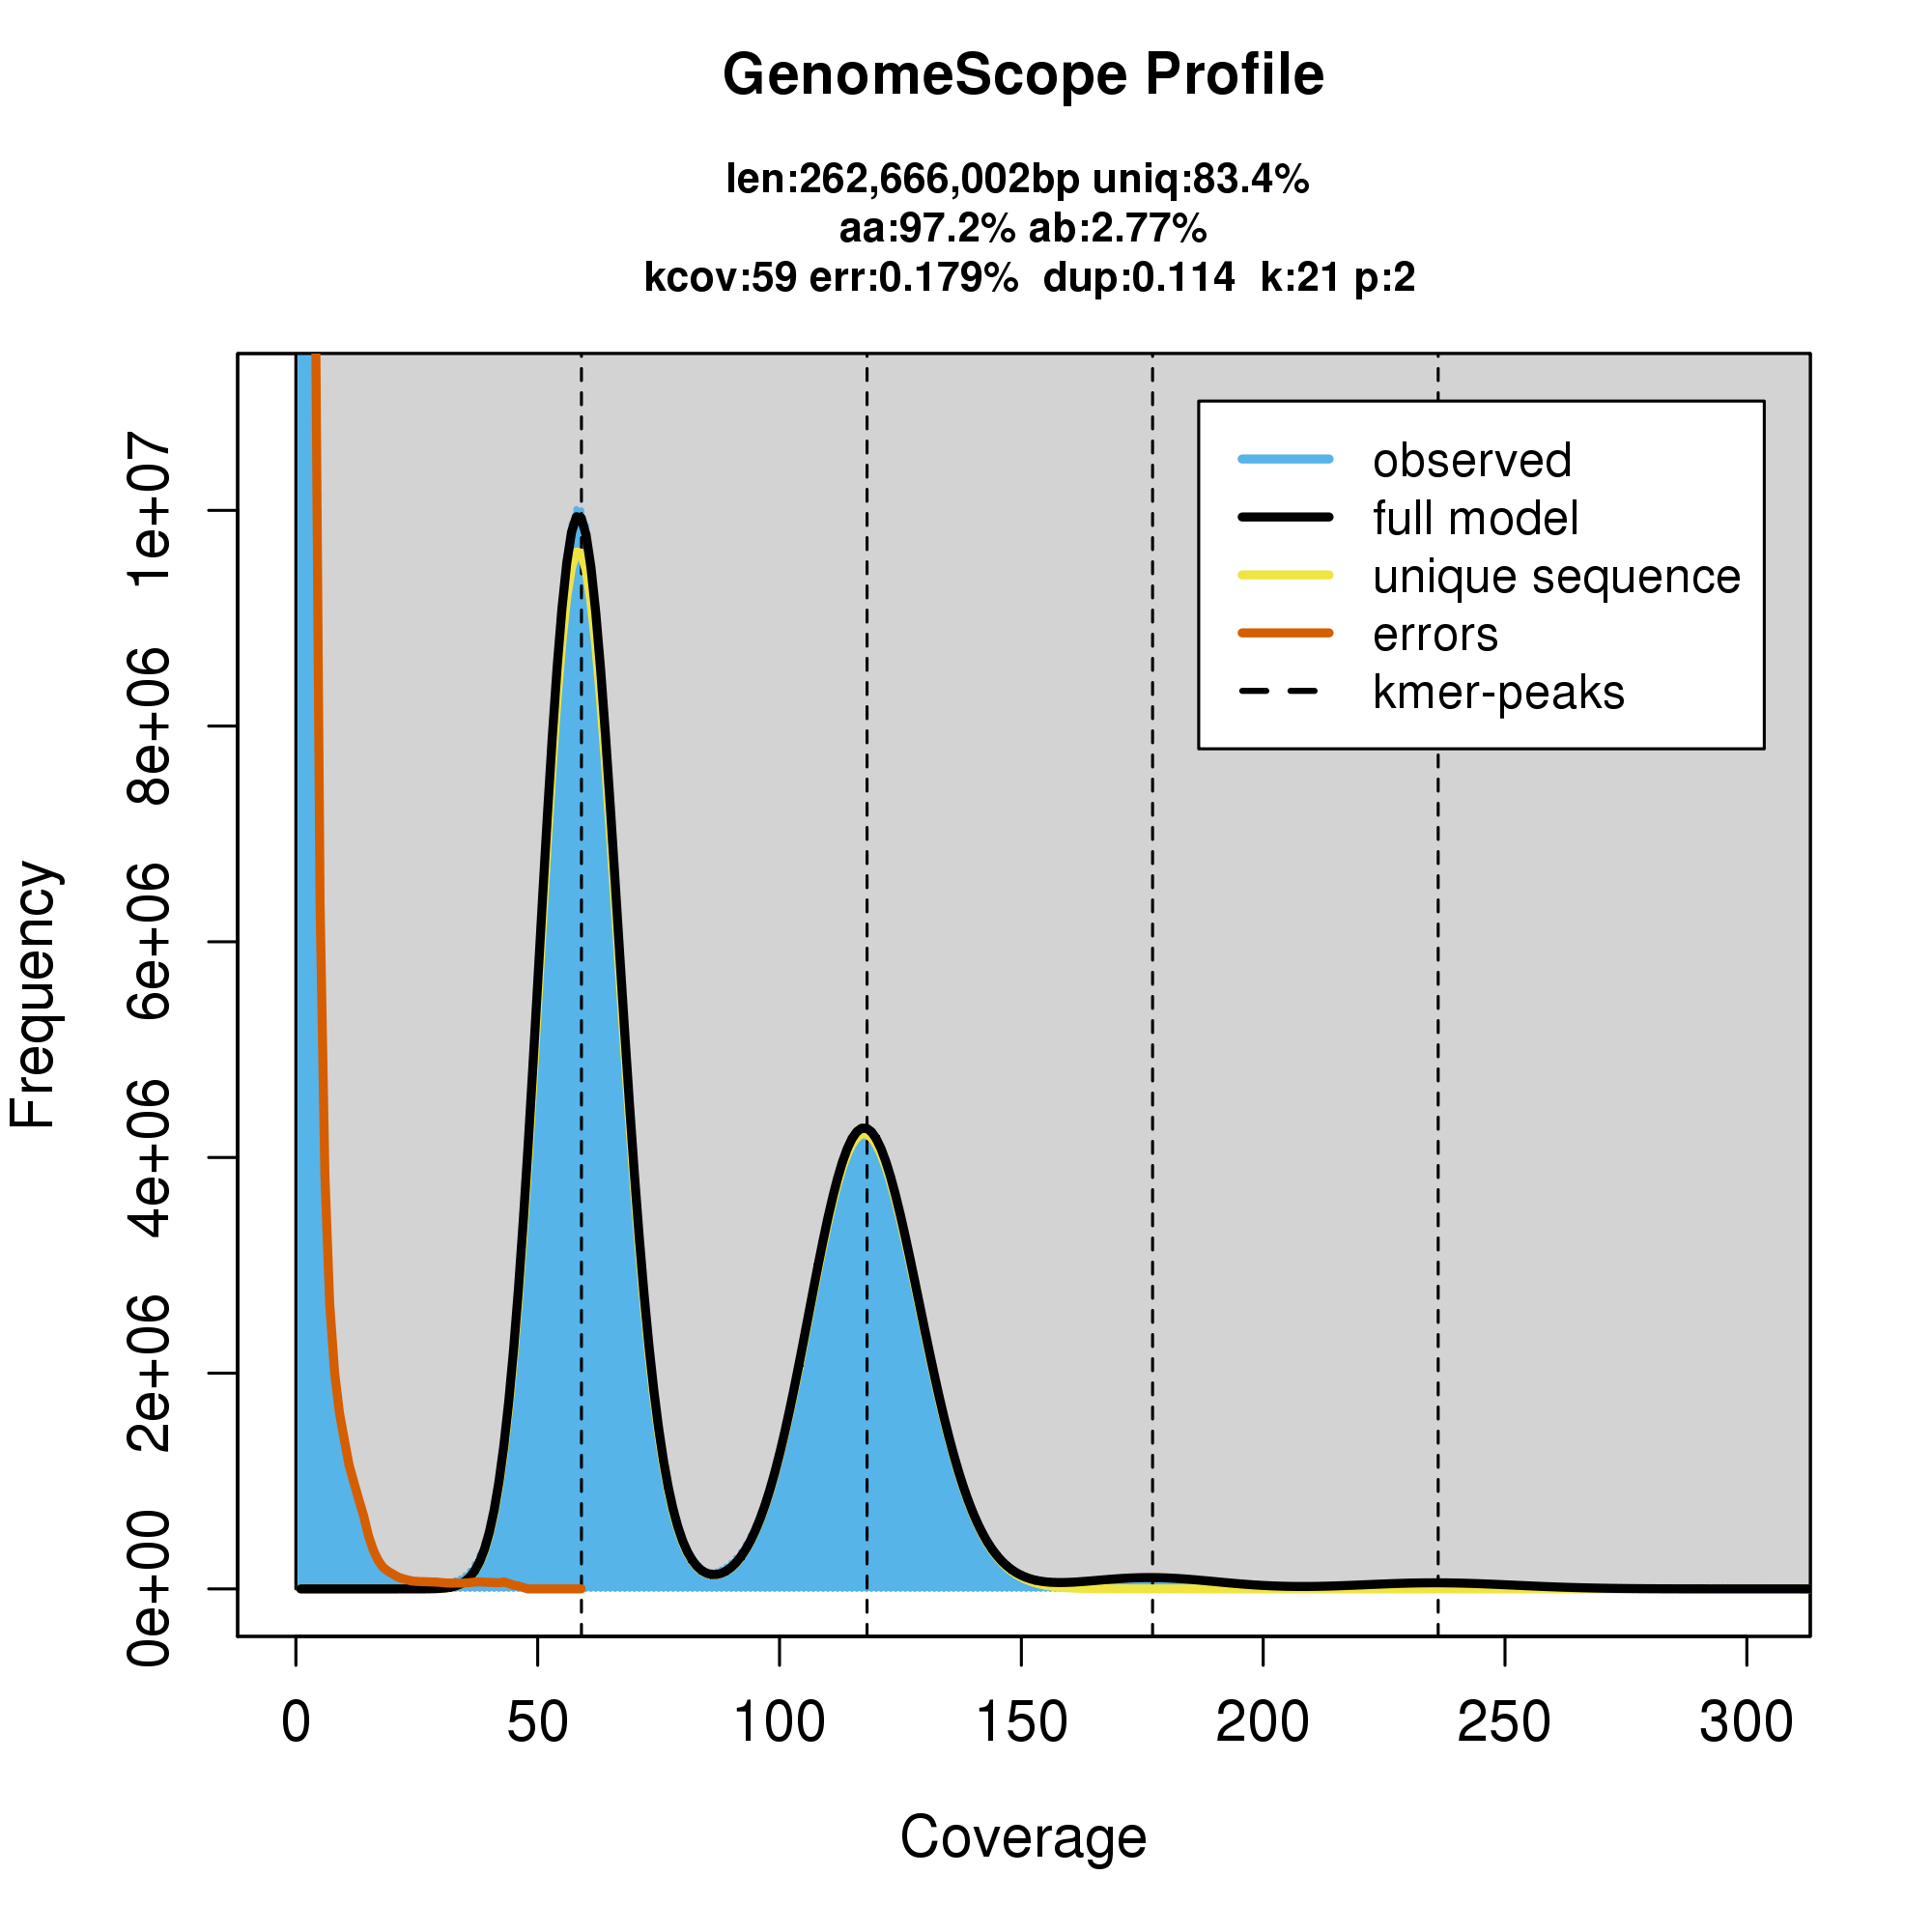 GenomeScope Profile
len:262,666,002bp uniq:83.4%
aa:97.2% ab:2.77%
kcov:59 err:0.179% dup:0.114 k:21 p:2
observed
full model
unique sequence
errors
kmer-peaks
Frequency
1e+07
8e+06
6e+06
4e+06
2e+06
0e+00
0 50 100 150 200 250 300
Coverage